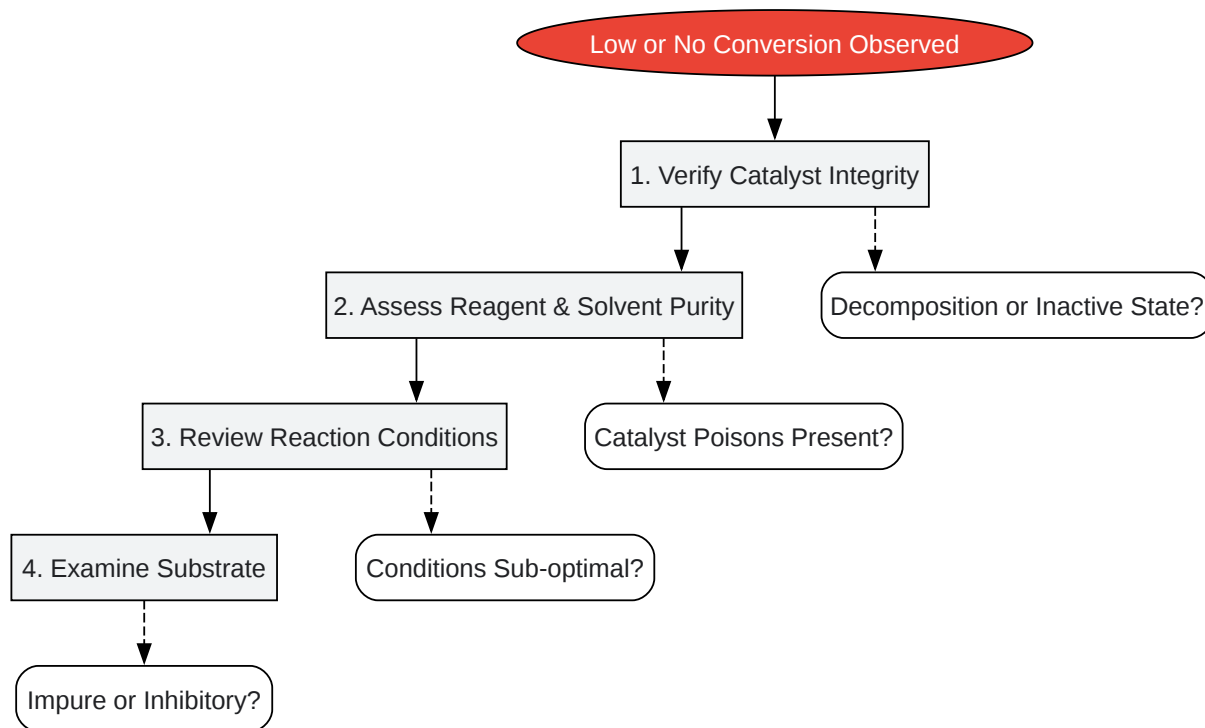 Low or No Conversion Observed
1. Verify Catalyst Integrity
2. Assess Reagent & Solvent Purity
Decomposition or Inactive State?
3. Review Reaction Conditions
Catalyst Poisons Present?
4. Examine Substrate
Conditions Sub-optimal?
Impure or Inhibitory?